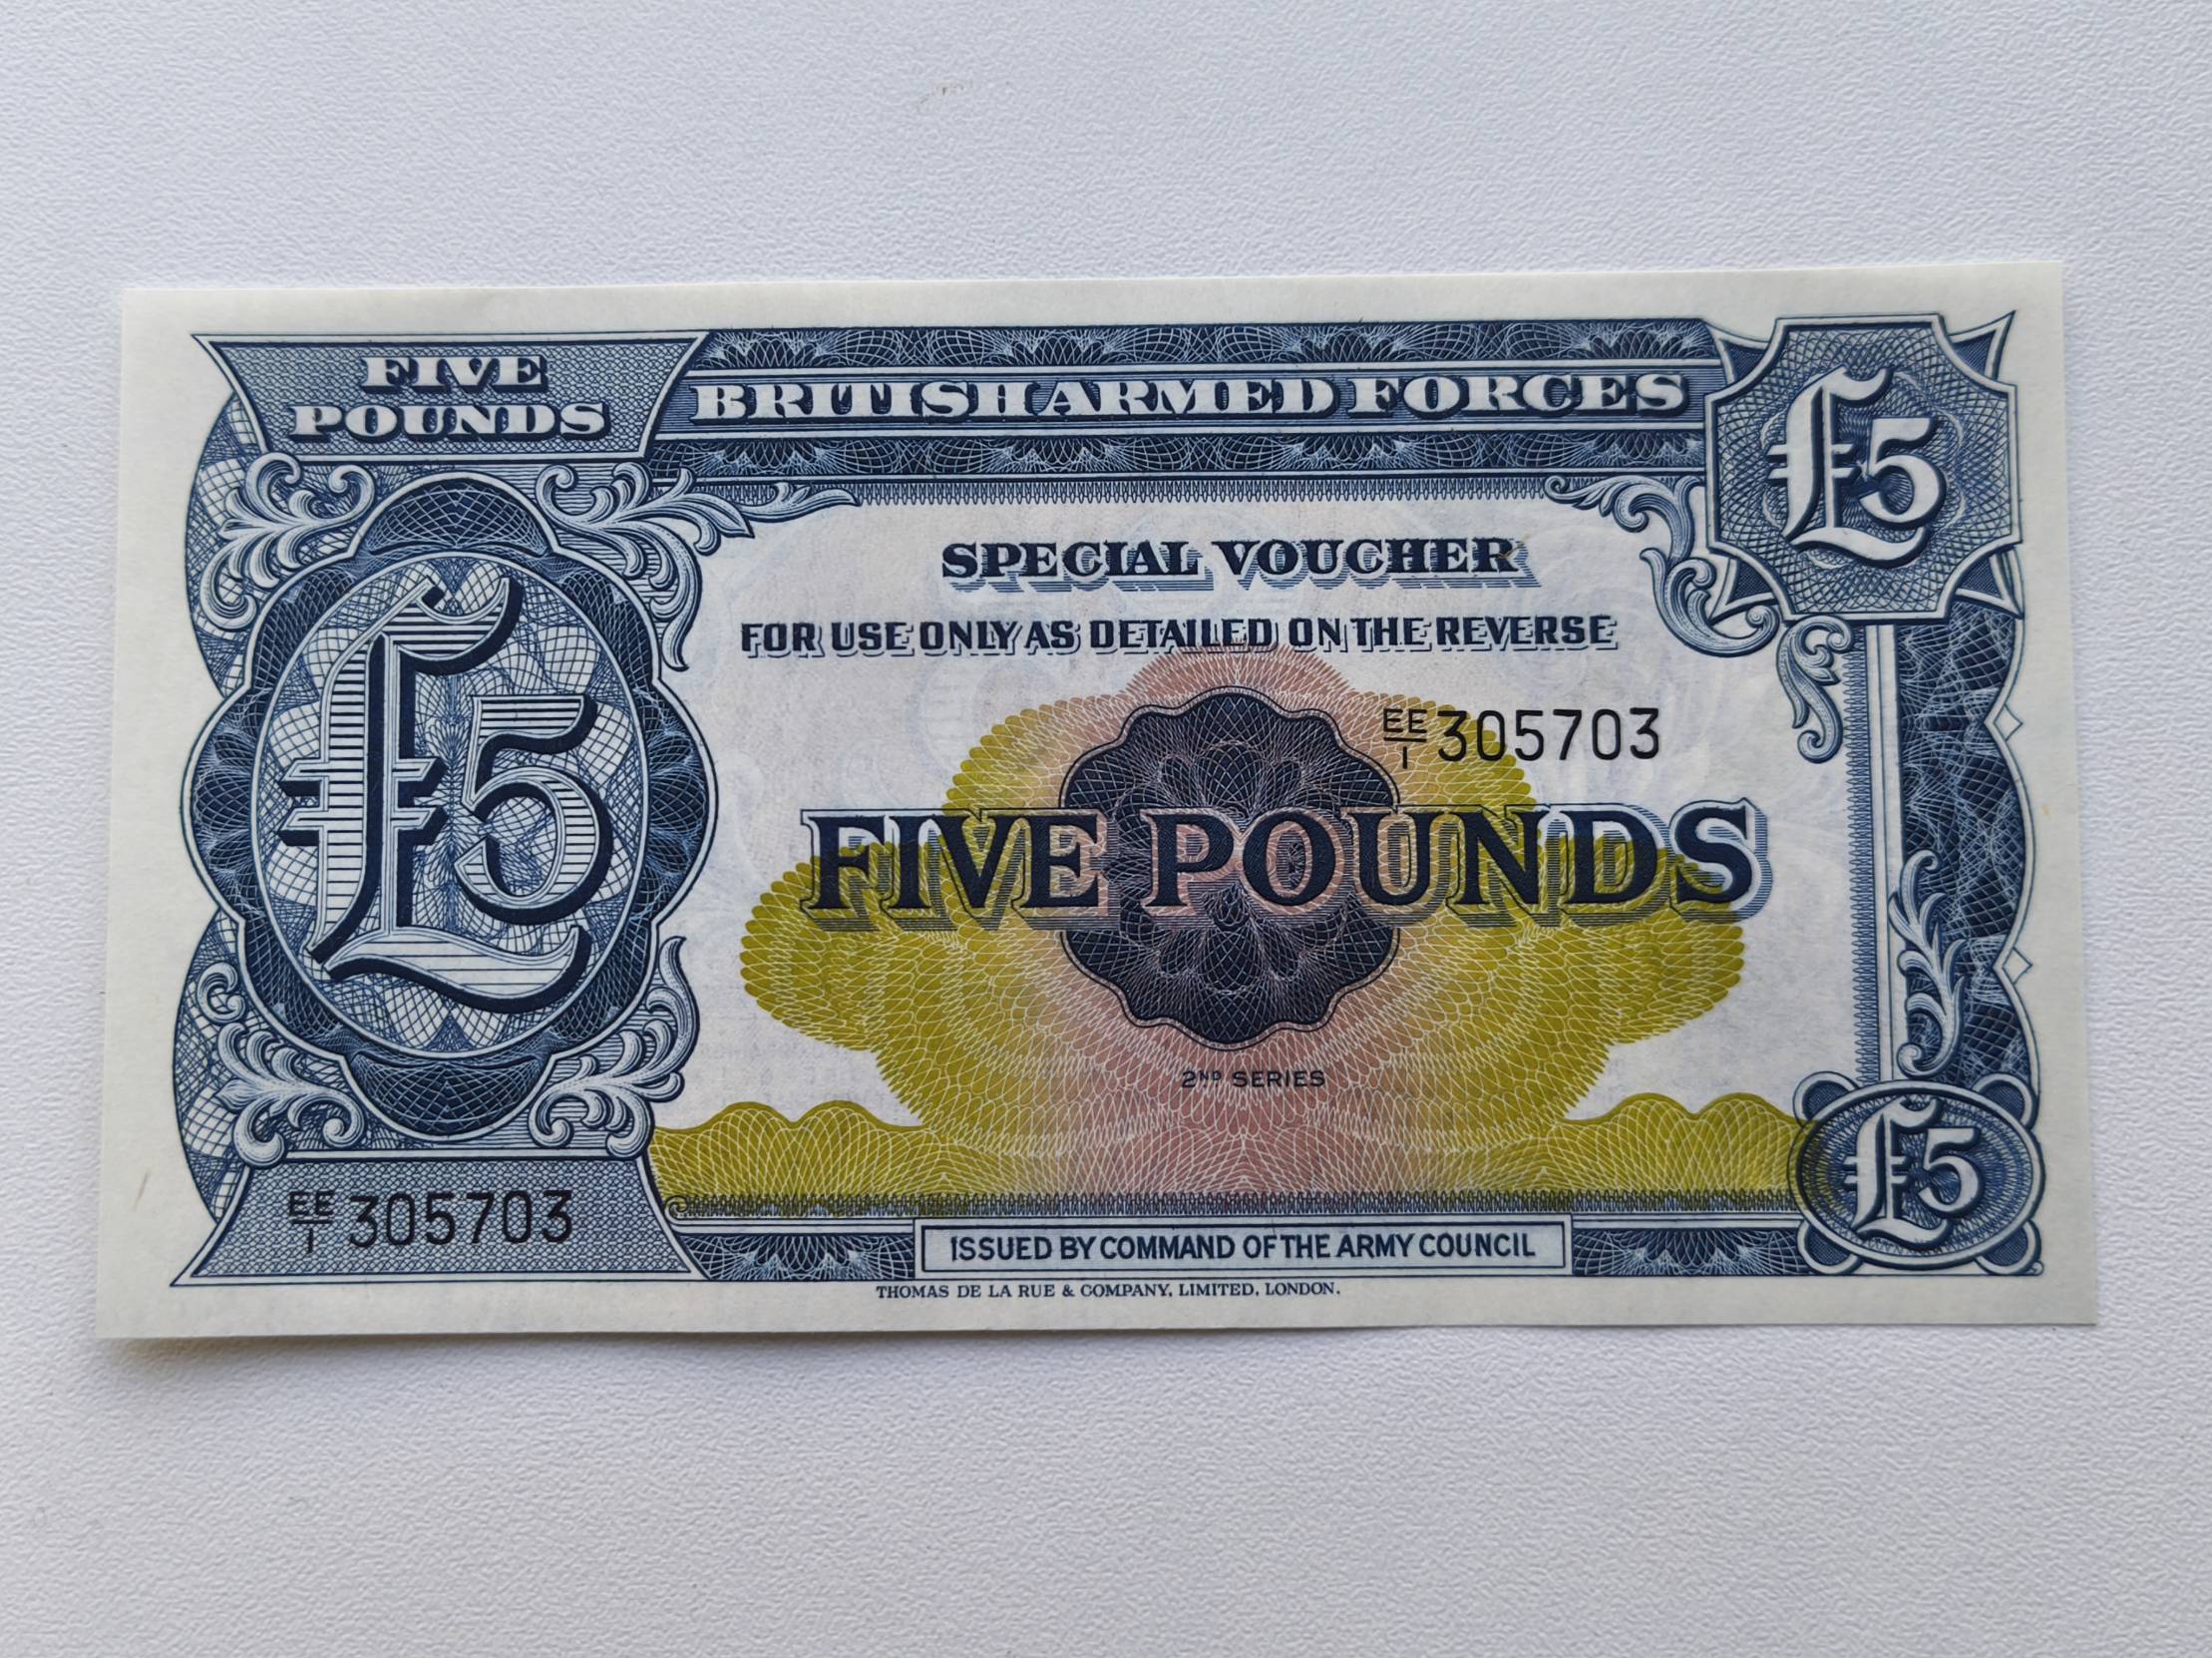 FIVE
POUNDS
BRITISH ARMED FORCES
£5
SPECIAL VOUCHER
FOR USE ONLY AS DETAILED ON THE REVERSE
£5
EE/1 305703
FIVE POUNDS
2ND SERIES
£5
EE/1 305703
ISSUED BY COMMAND OF THE ARMY COUNCIL
THOMAS DE LA RUE & COMPANY, LIMITED, LONDON.